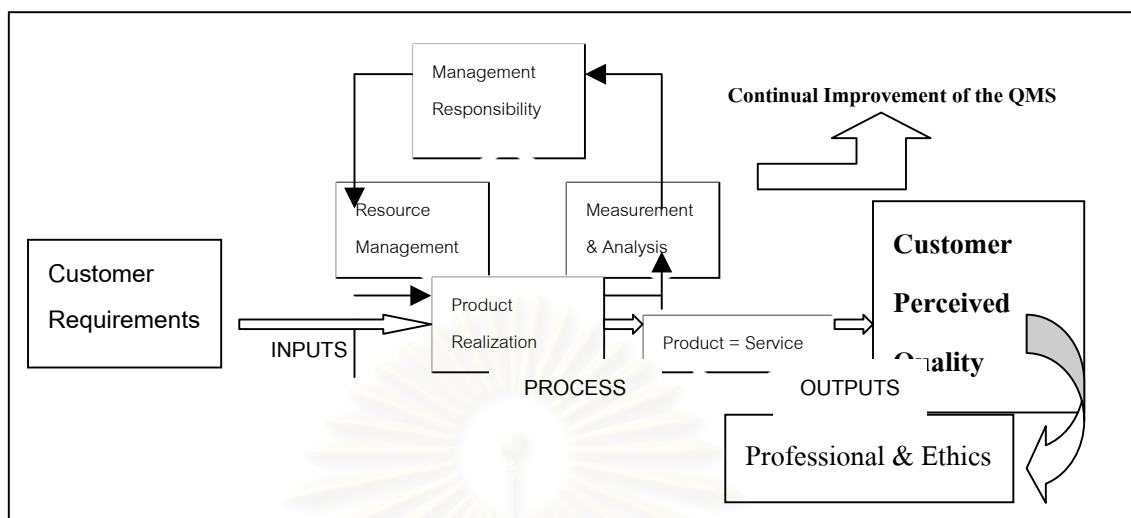 Management
Responsibility
Continual Improvement of the QMS
Resource
Management
Measurement
& Analysis
Customer
Requirements
Customer
Perceived
Quality
Product
Realization
INPUTS
Product = Service
PROCESS
OUTPUTS
Professional & Ethics